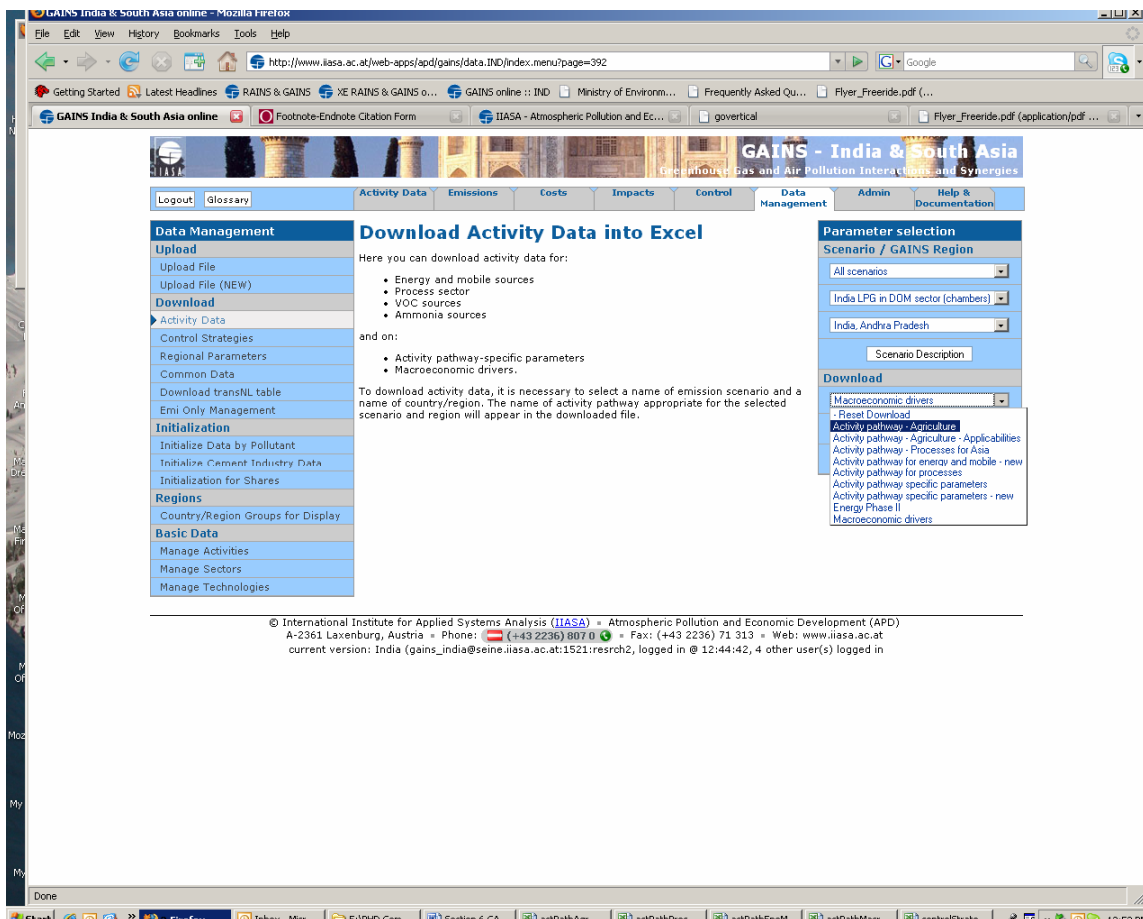 GAINS India & South Asia online - Mozilla Firefox
File Edit View History Bookmarks Tools Help
http://www.iiasa.ac.at/web-apps/apd/gains/data.IND/index.menu?page=392
Google
Getting Started Latest Headlines RAINS & GAINS XE RAINS & GAINS o... GAINS online :: IND Ministry of Environm... Frequently Asked Qu... Flyer_Freeride.pdf (...
GAINS India & South Asia online Footnote-Endnote Citation Form IIASA - Atmospheric Pollution and Ec... govertical Flyer_Freeride.pdf (application/pdf ...
IIASA
GAINS - India & South Asia
Greenhouse Gas and Air Pollution Interactions and Synergies
Logout Glossary
Activity Data Emissions Costs Impacts Control Data Management Admin Help & Documentation
Data Management
Upload
Upload File
Upload File (NEW)
Download
Activity Data
Control Strategies
Regional Parameters
Common Data
Download transNL table
Emi Only Management
Initialization
Initialize Data by Pollutant
Initialize Cement Industry Data
Initialization for Shares
Regions
Country/Region Groups for Display
Basic Data
Manage Activities
Manage Sectors
Manage Technologies
Download Activity Data into Excel
Here you can download activity data for:
• Energy and mobile sources
• Process sector
• VOC sources
• Ammonia sources
and on:
• Activity pathway-specific parameters
• Macroeconomic drivers.
To download activity data, it is necessary to select a name of emission scenario and a
name of country/region. The name of activity pathway appropriate for the selected
scenario and region will appear in the downloaded file.
Parameter selection
Scenario / GAINS Region
All scenarios
India LPG in DOM sector (chambers)
India, Andhra Pradesh
Scenario Description
Download
Macroeconomic drivers
- Reset Download
Activity pathway - Agriculture
Activity pathway - Agriculture - Applicabilities
Activity pathway - Processes for Asia
Activity pathway for energy and mobile - new
Activity pathway for processes
Activity pathway specific parameters
Activity pathway specific parameters - new
Energy Phase II
Macroeconomic drivers
© International Institute for Applied Systems Analysis (IIASA) ▫ Atmospheric Pollution and Economic Development (APD)
A-2361 Laxenburg, Austria ▫ Phone: (+43 2236) 807 0 ▫ Fax: (+43 2236) 71 313 ▫ Web: www.iiasa.ac.at
current version: India (gains_india@seine.iiasa.ac.at:1521:resrch2, logged in @ 12:44:42, 4 other user(s) logged in
Done